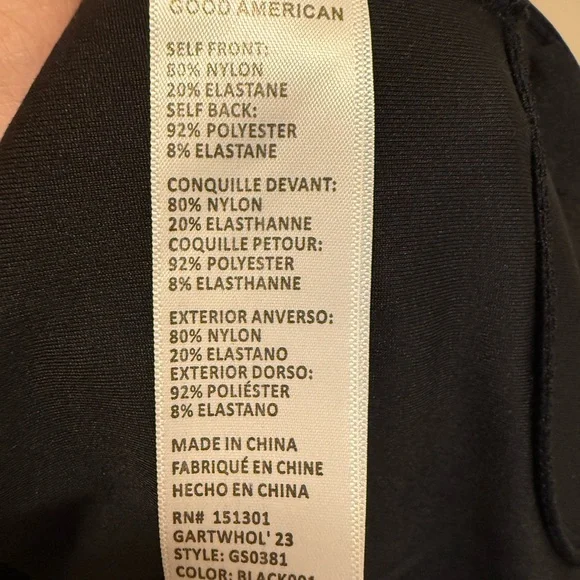 GOOD AMERICAN
SELF FRONT:
80% NYLON
20% ELASTANE
SELF BACK:
92% POLYESTER
8% ELASTANE
CONQUILLE DEVANT:
80% NYLON
20% ELASTHANNE
COQUILLE PETOUR:
92% POLYESTER
8% ELASTHANNE
EXTERIOR ANVERSO:
80% NYLON
20% ELASTANO
EXTERIOR DORSO:
92% POLIÉSTER
8% ELASTANO
MADE IN CHINA
FABRIQUÉ EN CHINE
HECHO EN CHINA
RN# 151301
GARTWHOL' 23
STYLE: GS0381
COLOR: BLACK001